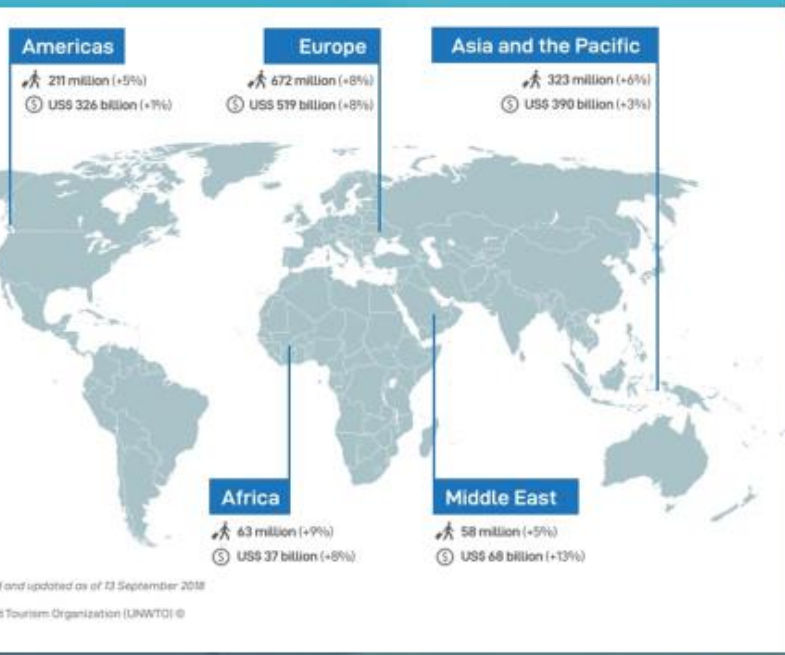 Americas
211 million (+5%)
US$ 326 billion (+1%)
Europe
672 million (+8%)
US$ 519 billion (+8%)
Asia and the Pacific
323 million (+6%)
US$ 390 billion (+3%)
Africa
63 million (+9%)
US$ 37 billion (+8%)
Middle East
58 million (+5%)
US$ 68 billion (+13%)
and updated as of 13 September 2018
Tourism Organization (UNWTO) ©